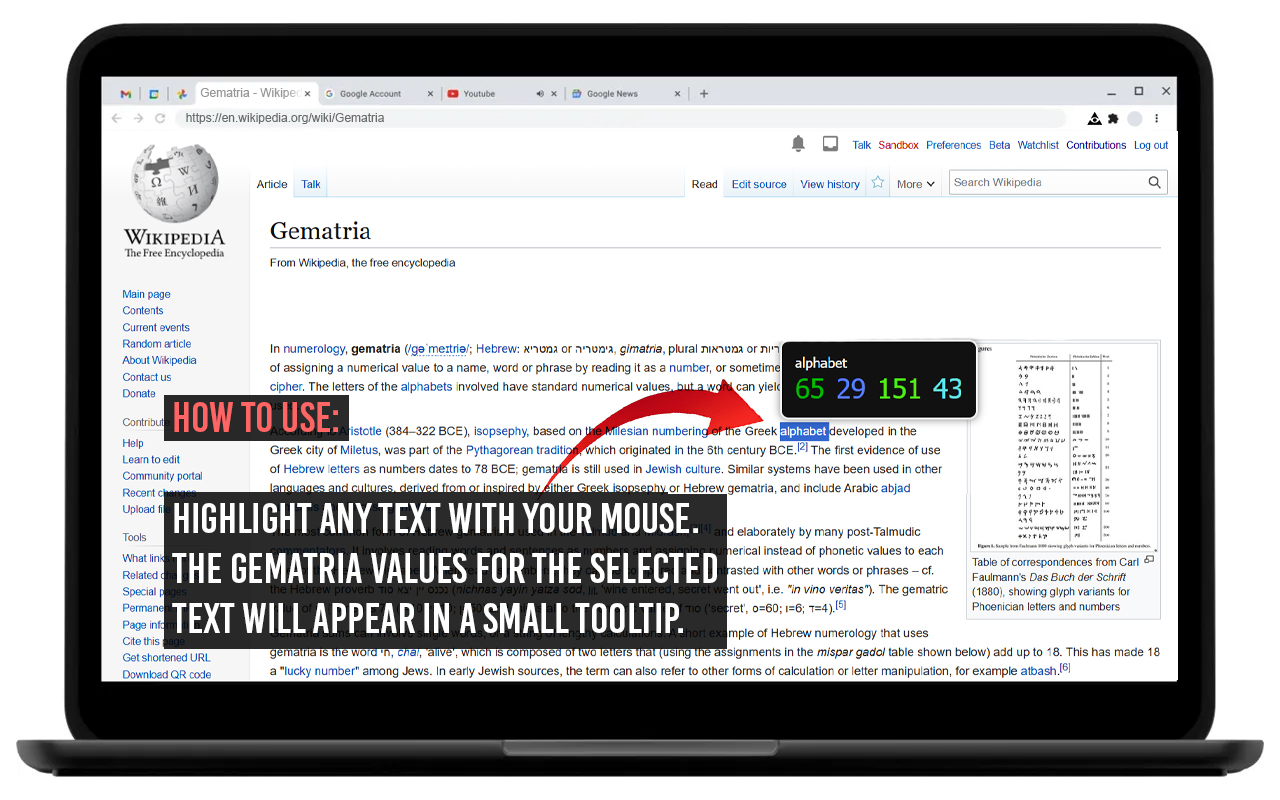 Gematria - Wikiped
Google Account
Youtube
Google News
https://en.wikipedia.org/wiki/Gematria
Talk Sandbox Preferences Beta Watchlist Contributions Log out
Article Talk
Read Edit source View history More Search Wikipedia
WIKIPEDIA
The Free Encyclopedia
Main page
Contents
Current events
Random article
About Wikipedia
Contact us
Donate
Contribute
Help
Learn to edit
Community portal
Recent changes
Upload file
Tools
What links
Related changes
Special pages
Permanent
Page information
Cite this page
Get shortened URL
Download QR code
Gematria
From Wikipedia, the free encyclopedia
In numerology, gematria (/ɡəˈmeɪtriə/; Hebrew: גמטריא or גימטריה, gimatria, plural גמטראות or
of assigning a numerical value to a name, word or phrase by reading it as a number, or sometime
cipher. The letters of the alphabets involved have standard numerical values, but a word can yield
alphabet
65 29 151 43
HOW TO USE:
According to Aristotle (384–322 BCE), isopsephy, based on the Milesian numbering of the Greek alphabet developed in the
Greek city of Miletus, was part of the Pythagorean tradition, which originated in the 6th century BCE.[2] The first evidence of use
of Hebrew letters as numbers dates to 78 BCE; gematria is still used in Jewish culture. Similar systems have been used in other
languages and cultures, derived from or inspired by either Greek isopsephy or Hebrew gematria, and include Arabic abjad
HIGHLIGHT ANY TEXT WITH YOUR MOUSE.
THE GEMATRIA VALUES FOR THE SELECTED
TEXT WILL APPEAR IN A SMALL TOOLTIP.
[4] and elaborately by many post-Talmudic
numerical instead of phonetic values to each
contrasted with other words or phrases – cf.
the Hebrew proverb נכנס יין יצא סוד (nichnas yayin yatza sod, lit. 'wine entered, secret went out', i.e. "in vino veritas"). The gematric
('secret', ס=60; ו=6; ד=4).[5]
A short example of Hebrew numerology that uses
gematria is the word חי, chai, 'alive', which is composed of two letters that (using the assignments in the mispar gadol table shown below) add up to 18. This has made 18
a "lucky number" among Jews. In early Jewish sources, the term can also refer to other forms of calculation or letter manipulation, for example atbash.[6]
Table of correspondences from Carl
Faulmann's Das Buch der Schrift
(1880), showing glyph variants for
Phoenician letters and numbers